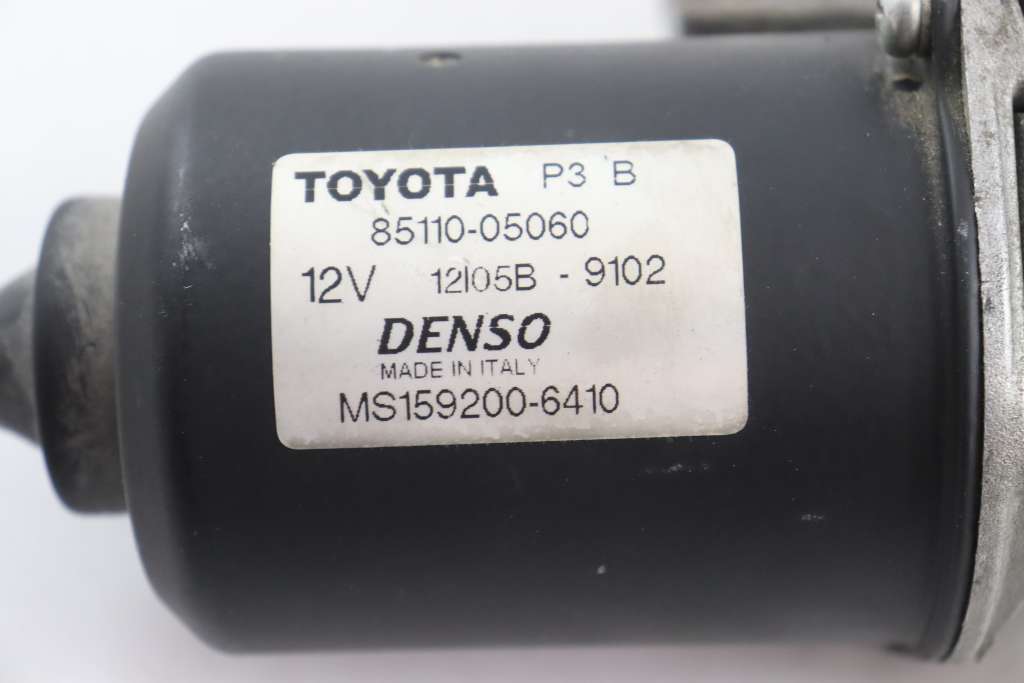 TOYOTA P3 B
85110-05060
12V 12I05B - 9102
DENSO
MADE IN ITALY
MS159200-6410